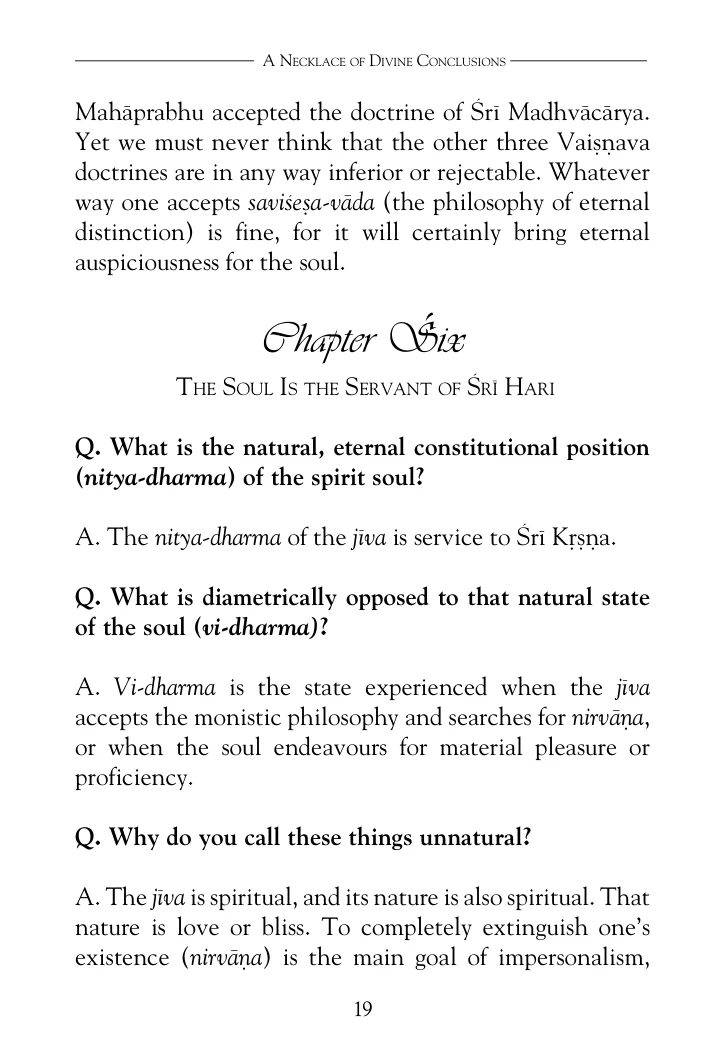 A Necklace of Divine Conclusions
Mahāprabhu accepted the doctrine of Śrī Madhvācārya.
Yet we must never think that the other three Vaiṣṇava
doctrines are in any way inferior or rejectable. Whatever
way one accepts saviśeṣa-vāda (the philosophy of eternal
distinction) is fine, for it will certainly bring eternal
auspiciousness for the soul.
Chapter Śix
The Soul Is the Servant of Śrī Hari
Q. What is the natural, eternal constitutional position
(nitya-dharma) of the spirit soul?
A. The nitya-dharma of the jīva is service to Śrī Kṛṣṇa.
Q. What is diametrically opposed to that natural state
of the soul (vi-dharma)?
A. Vi-dharma is the state experienced when the jīva
accepts the monistic philosophy and searches for nirvāṇa,
or when the soul endeavours for material pleasure or
proficiency.
Q. Why do you call these things unnatural?
A. The jīva is spiritual, and its nature is also spiritual. That
nature is love or bliss. To completely extinguish one’s
existence (nirvāṇa) is the main goal of impersonalism,
19